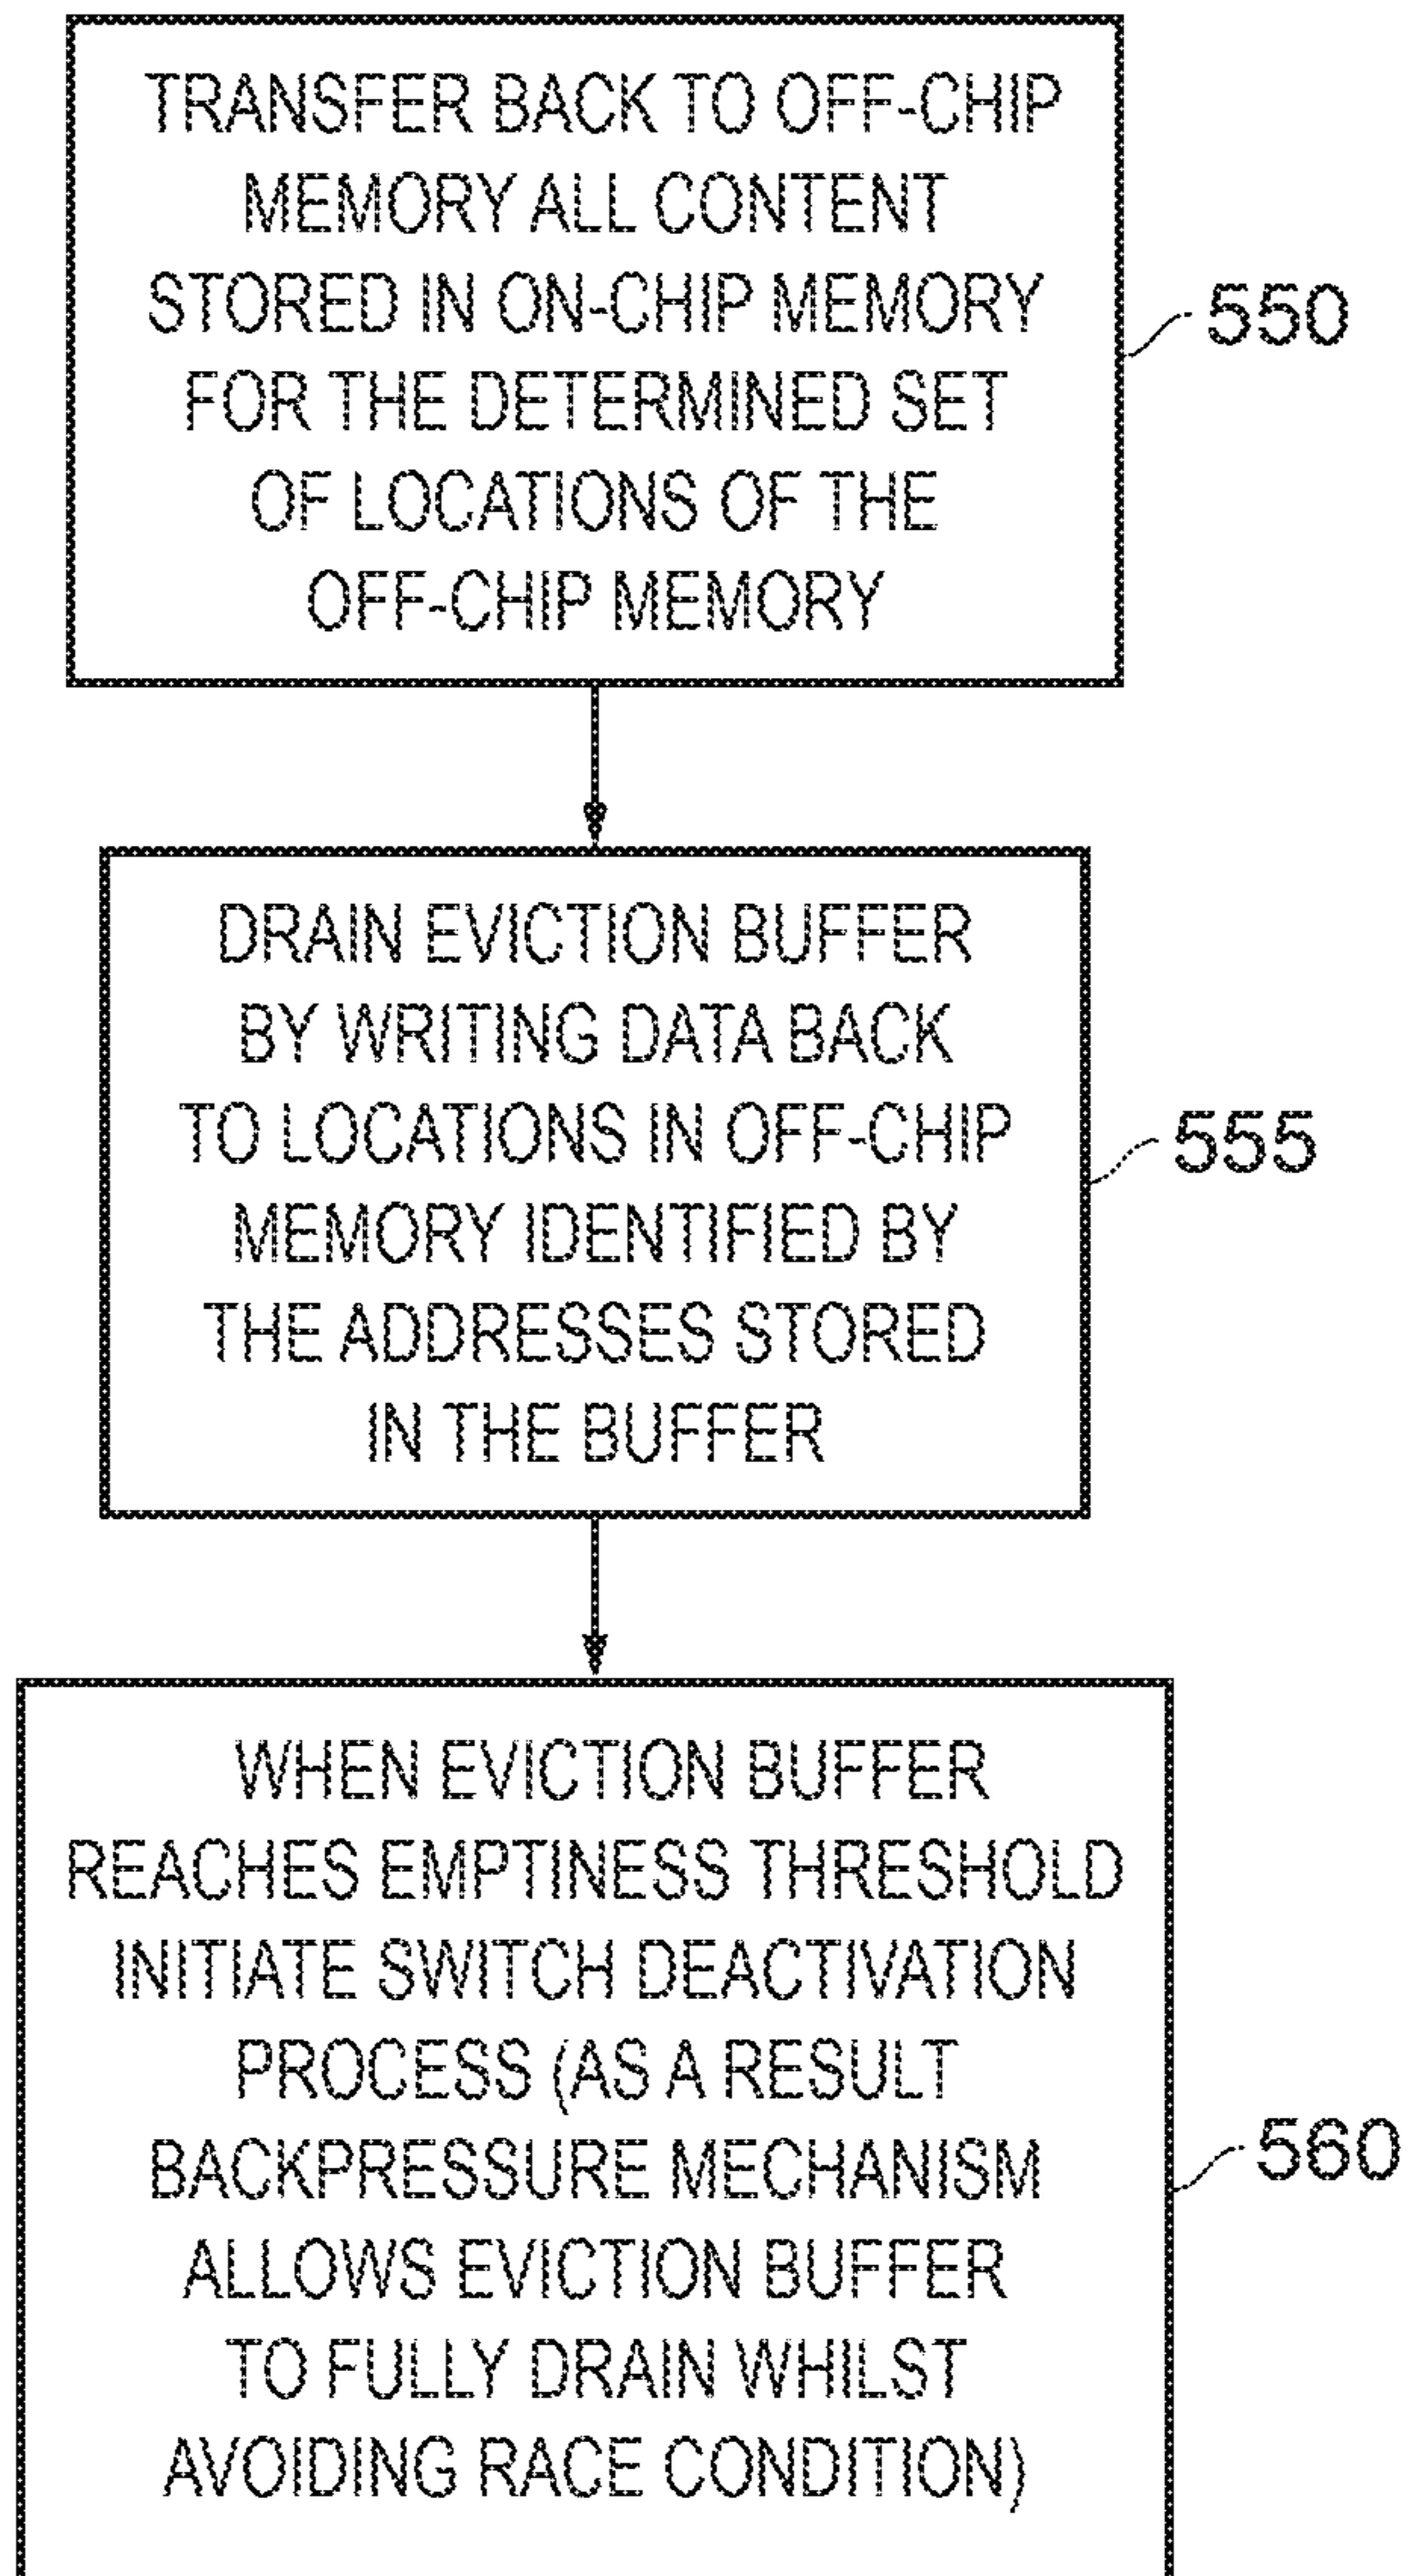 TRANSFER BACK TO OFF-CHIP
MEMORY ALL CONTENT
STORED IN ON-CHIP MEMORY
FOR THE DETERMINED SET
OF LOCATIONS OF THE
OFF-CHIP MEMORY
550
DRAIN EVICTION BUFFER
BY WRITING DATA BACK
TO LOCATIONS IN OFF-CHIP
MEMORY IDENTIFIED BY
THE ADDRESSES STORED
IN THE BUFFER
555
WHEN EVICTION BUFFER
REACHES EMPTINESS THRESHOLD
INITIATE SWITCH DEACTIVATION
PROCESS (AS A RESULT
BACKPRESSURE MECHANISM
ALLOWS EVICTION BUFFER
TO FULLY DRAIN WHILST
AVOIDING RACE CONDITION)
560